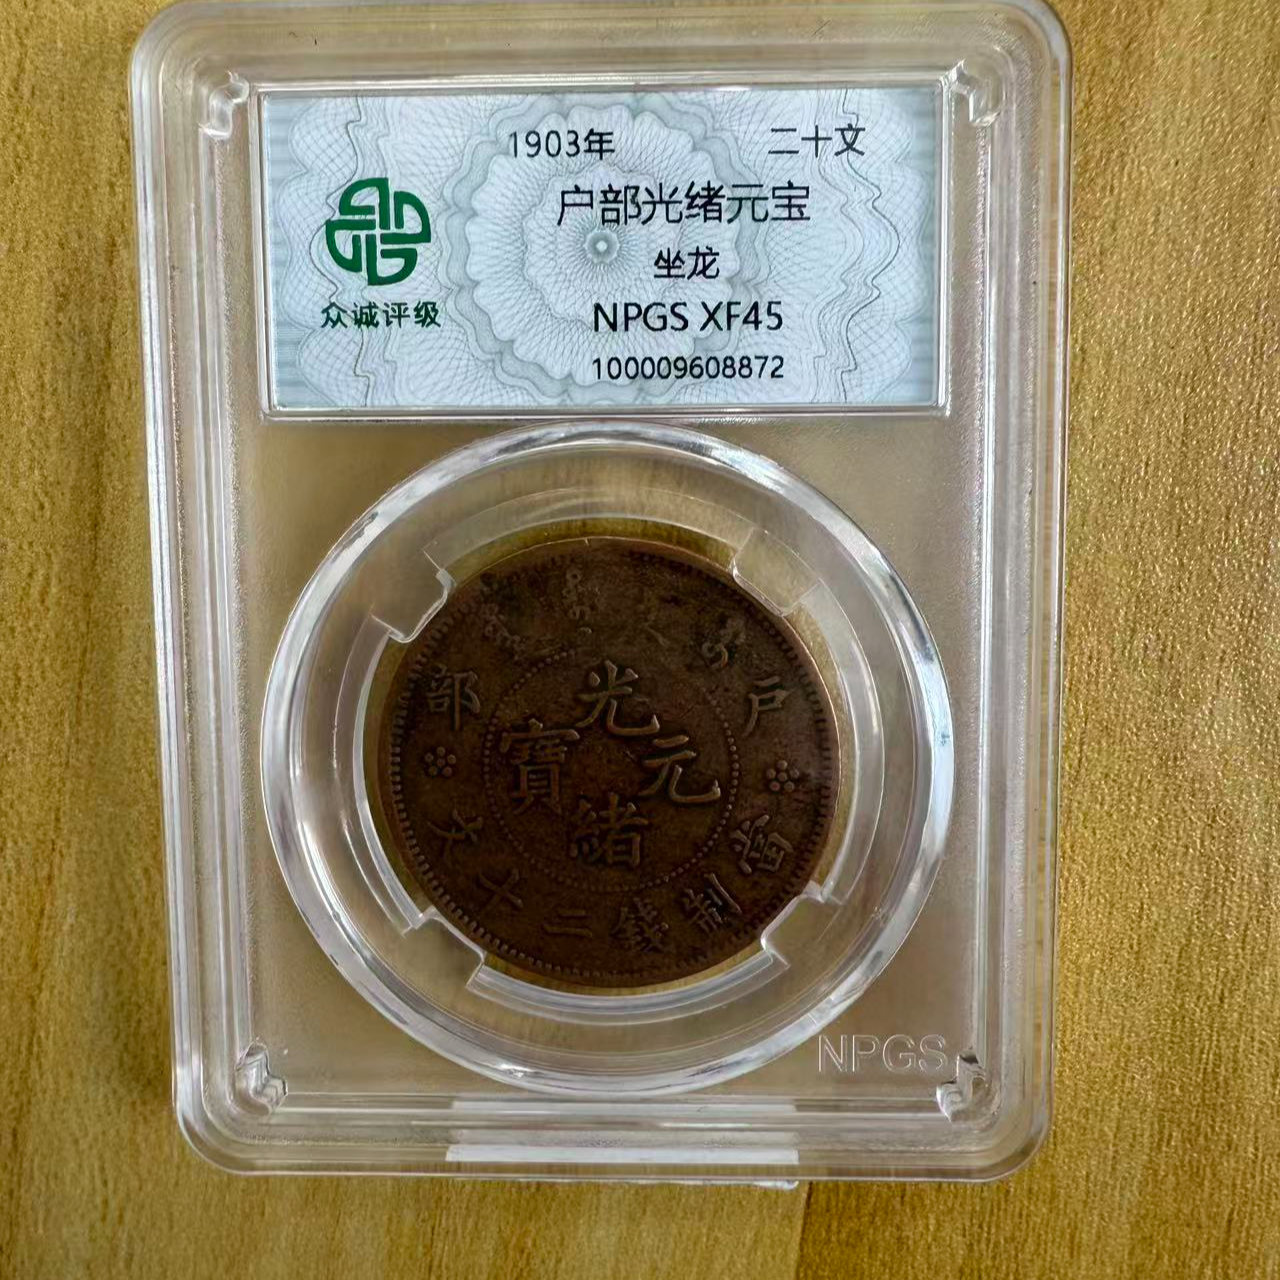 1903年 二十文
户部光绪元宝
坐龙
NPGS XF45
100009608872
众诚评级
户部
光緒元寶
當制錢二十文
NPGS